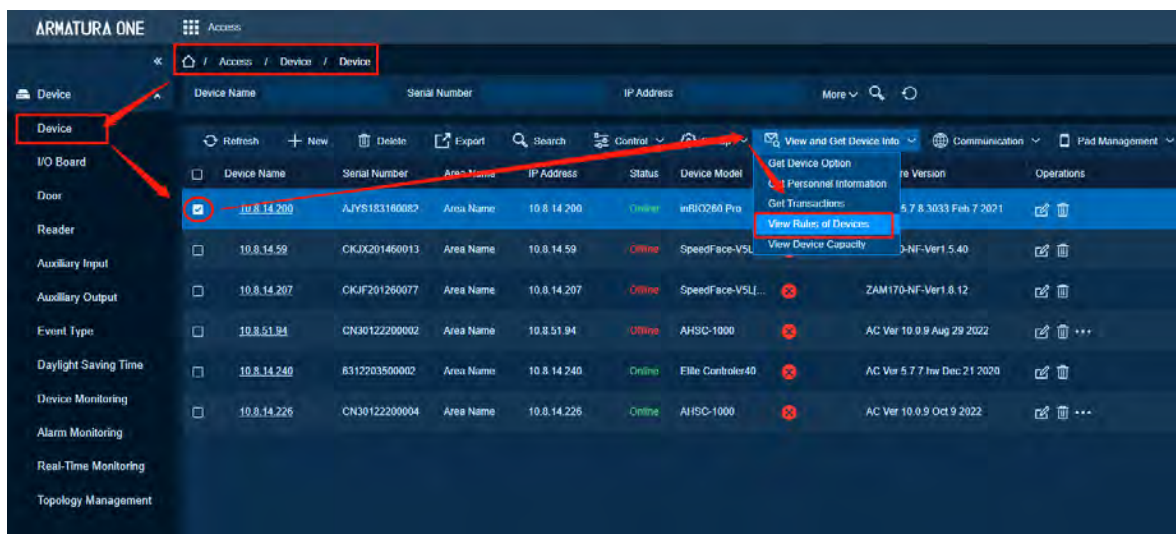 ARMATURA ONE
Access
« / Access / Device / Device
Device
Device Name Serial Number IP Address More
Device
Refresh New Delete Export Search Control View and Get Device Info Communication Pad Management
I/O Board
Get Device Option
Device Name Serial Number Area Name IP Address Status Device Model Version Operations
Get Personnel Information
Door
Get Transactions
10.8.14.200 AJYS183160082 Area Name 10.8.14.200 Online inBIO260 Pro 5.7.8.3033 Feb 7 2021
View Rules of Devices
Reader
View Device Capacity
10.8.14.59 CKJX201460013 Area Name 10.8.14.59 Offline SpeedFace-V5L -NF-Ver1.5.40
Auxiliary Input
10.8.14.207 CKJF201260077 Area Name 10.8.14.207 Offline SpeedFace-V5L[... ZAM170-NF-Ver1.8.12
Auxiliary Output
Event Type
10.8.51.94 CN30122200002 Area Name 10.8.51.94 Offline AHSC-1000 AC Ver 10.0.9 Aug 29 2022 ...
Daylight Saving Time
10.8.14.240 6312203500002 Area Name 10.8.14.240 Online Elite Controler40 AC Ver 5.7.7 hw Dec 21 2020
Device Monitoring
10.8.14.226 CN30122200004 Area Name 10.8.14.226 Online AHSC-1000 AC Ver 10.0.9 Oct 9 2022 ...
Alarm Monitoring
Real-Time Monitoring
Topology Management